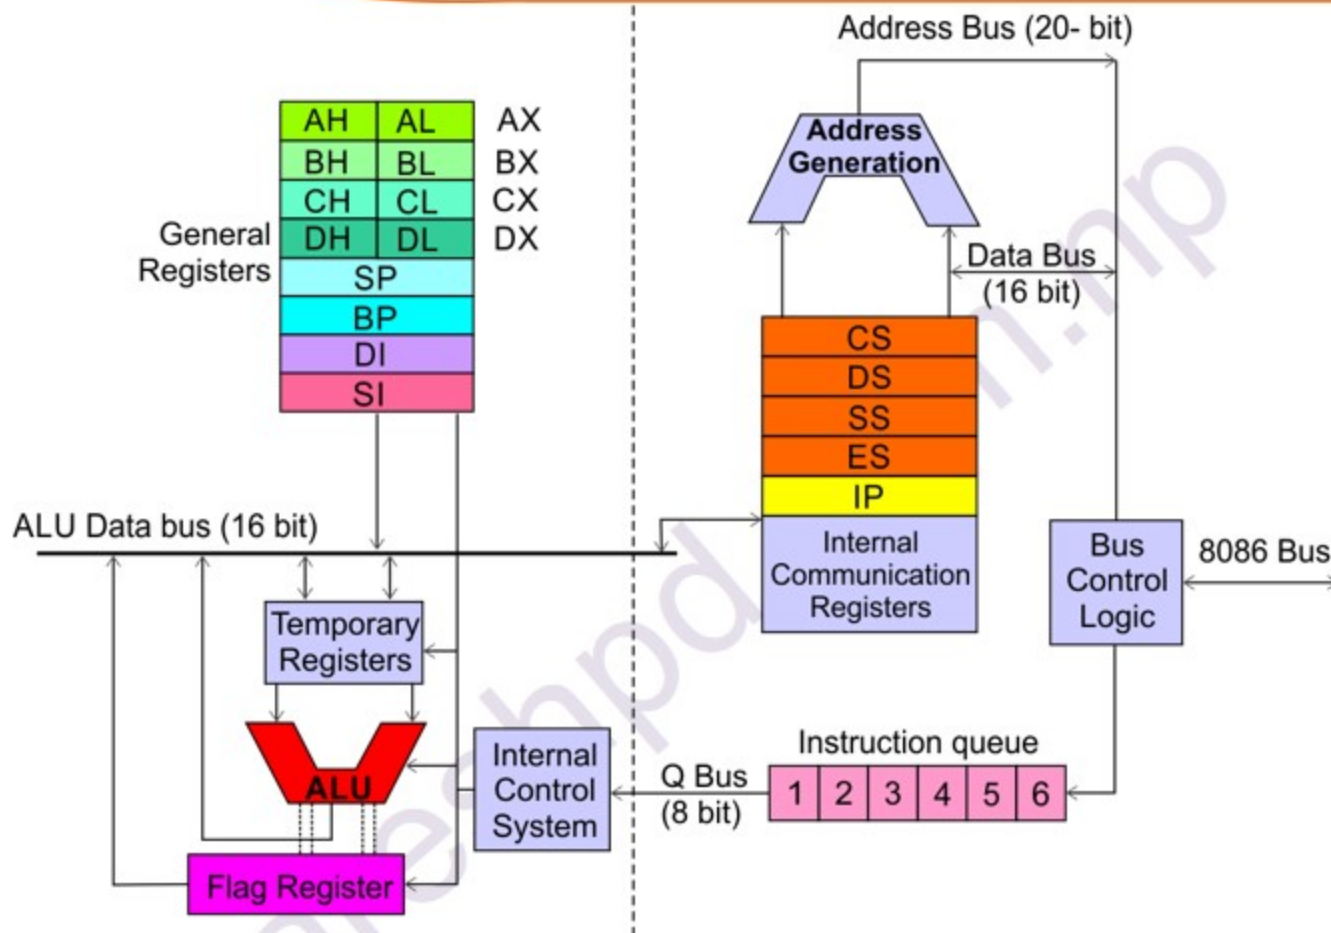 Address Bus (20- bit)
AH AL AX
BH BL BX
CH CL CX
DH DL DX
General
Registers
SP
BP
DI
SI
Address
Generation
Data Bus
(16 bit)
CS
DS
SS
ES
IP
Internal
Communication
Registers
Bus
Control
Logic
8086 Bus
ALU Data bus (16 bit)
Temporary
Registers
ALU
Flag Register
Internal
Control
System
Q Bus
(8 bit)
Instruction queue
1 2 3 4 5 6